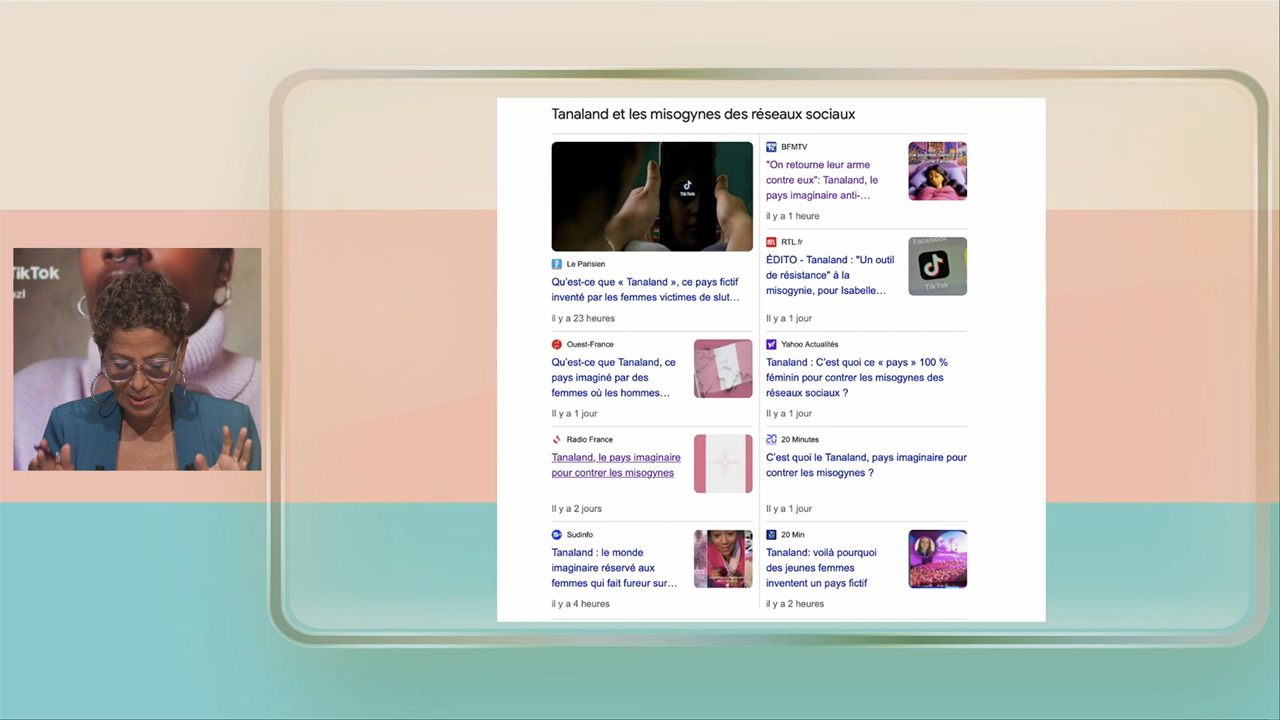 Tanaland et les misogynes des réseaux sociaux
Le Parisien
Qu'est-ce que « Tanaland », ce pays fictif
inventé par les femmes victimes de slut…
il y a 23 heures
Ouest-France
Qu'est-ce que Tanaland, ce
pays imaginé par des
femmes où les hommes…
Il y a 1 jour
Radio France
Tanaland, le pays imaginaire
pour contrer les misogynes
Il y a 2 jours
Sudinfo
Tanaland : le monde
imaginaire réservé aux
femmes qui fait fureur sur…
il y a 4 heures
BFMTV
"On retourne leur arme
contre eux": Tanaland, le
pays imaginaire anti-…
il y a 1 heure
RTL.fr
ÉDITO - Tanaland : "Un outil
de résistance" à la
misogynie, pour Isabelle…
Il y a 1 jour
Yahoo Actualités
Tanaland : C'est quoi ce « pays » 100 %
féminin pour contrer les misogynes des
réseaux sociaux ?
Il y a 1 jour
20 Minutes
C'est quoi le Tanaland, pays imaginaire pour
contrer les misogynes ?
Il y a 1 jour
20 Min
Tanaland: voilà pourquoi
des jeunes femmes
inventent un pays fictif
il y a 2 heures
TikTok
Facebook
TikTok
RTL
20
ikTok